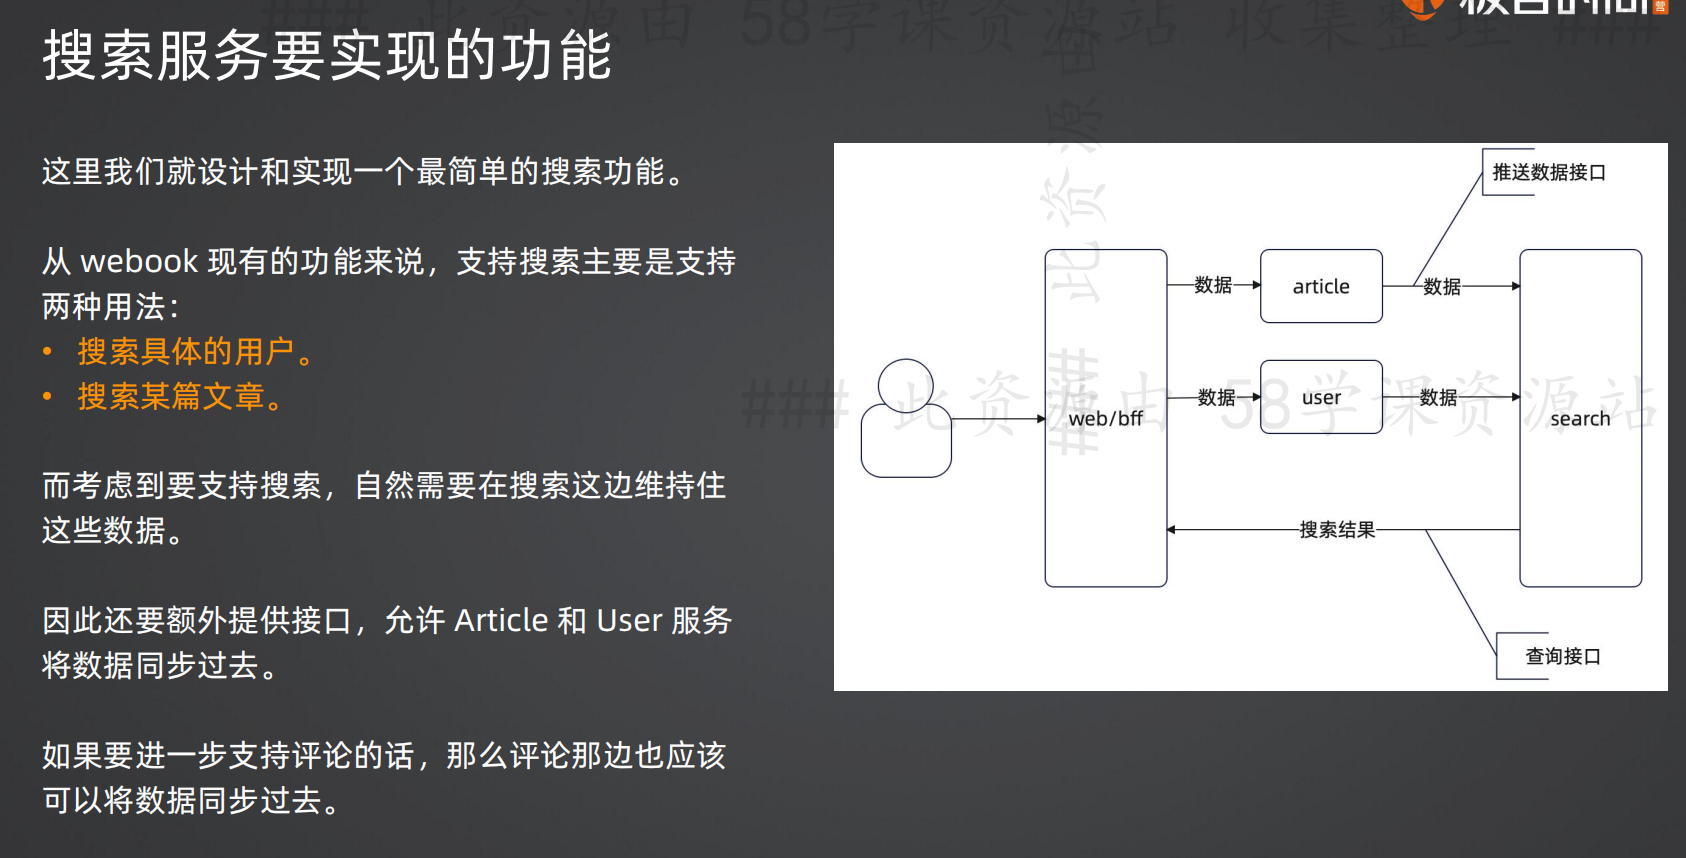 ### 此资源由 58学课资源站 收集整理 ###
搜索服务要实现的功能
这里我们就设计和实现一个最简单的搜索功能。
从 webook 现有的功能来说，支持搜索主要是支持
两种用法：
• 搜索具体的用户。
• 搜索某篇文章。
而考虑到要支持搜索，自然需要在搜索这边维持住
这些数据。
因此还要额外提供接口，允许 Article 和 User 服务
将数据同步过去。
如果要进一步支持评论的话，那么评论那边也应该
可以将数据同步过去。
推送数据接口
数据
article
数据
数据
user
数据
web/bff
search
搜索结果
查询接口
### 此资源由 58学课资源站
### 此资源由
营